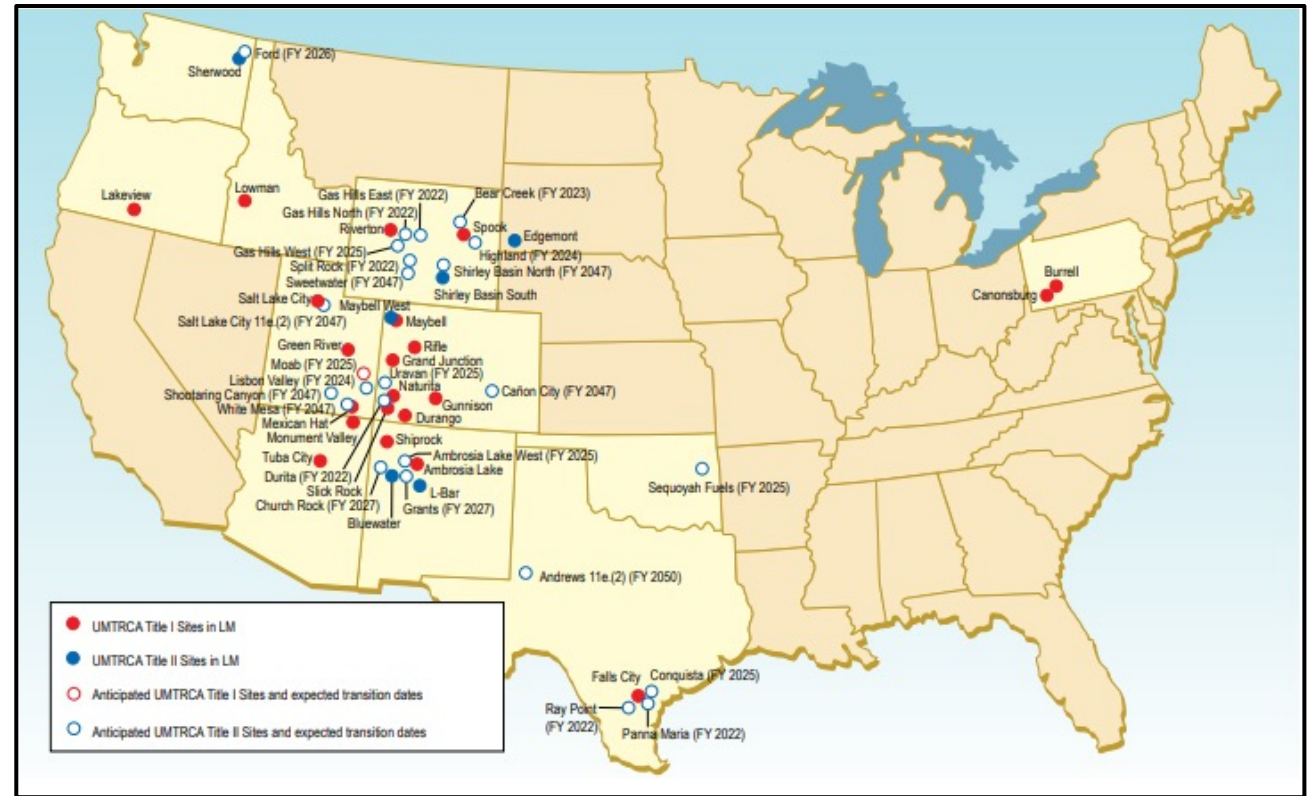 Ford (FY 2026)
Sherwood
Lakeview
Lowman
Gas Hills East (FY 2022)
Gas Hills North (FY 2022)
Riverton
Gas Hills West (FY 2025)
Split Rock (FY 2022)
Sweetwater (FY 2047)
Bear Creek (FY 2023)
Spook
Highland (FY 2024)
Edgemont
Shirley Basin North (FY 2047)
Shirley Basin South
Burrell
Canonsburg
Salt Lake City
Maybell West
Salt Lake City 11e.(2) (FY 2047)
Maybell
Green River
Rifle
Moab (FY 2025)
Grand Junction
Uravan (FY 2025)
Lisbon Valley (FY 2024)
Naturita
Cañon City (FY 2047)
Shootaring Canyon (FY 2047)
Gunnison
White Mesa (FY 2047)
Durango
Mexican Hat
Monument Valley
Shiprock
Tuba City
Ambrosia Lake West (FY 2025)
Ambrosia Lake
Durita (FY 2022)
Slick Rock
L-Bar
Church Rock (FY 2027)
Grants (FY 2027)
Bluewater
Sequoyah Fuels (FY 2025)
Andrews 11e.(2) (FY 2050)
Falls City
Conquista (FY 2025)
Ray Point
(FY 2022)
Panna Maria (FY 2022)
UMTRCA Title I Sites in LM
UMTRCA Title II Sites in LM
Anticipated UMTRCA Title I Sites and expected transition dates
Anticipated UMTRCA Title II Sites and expected transition dates